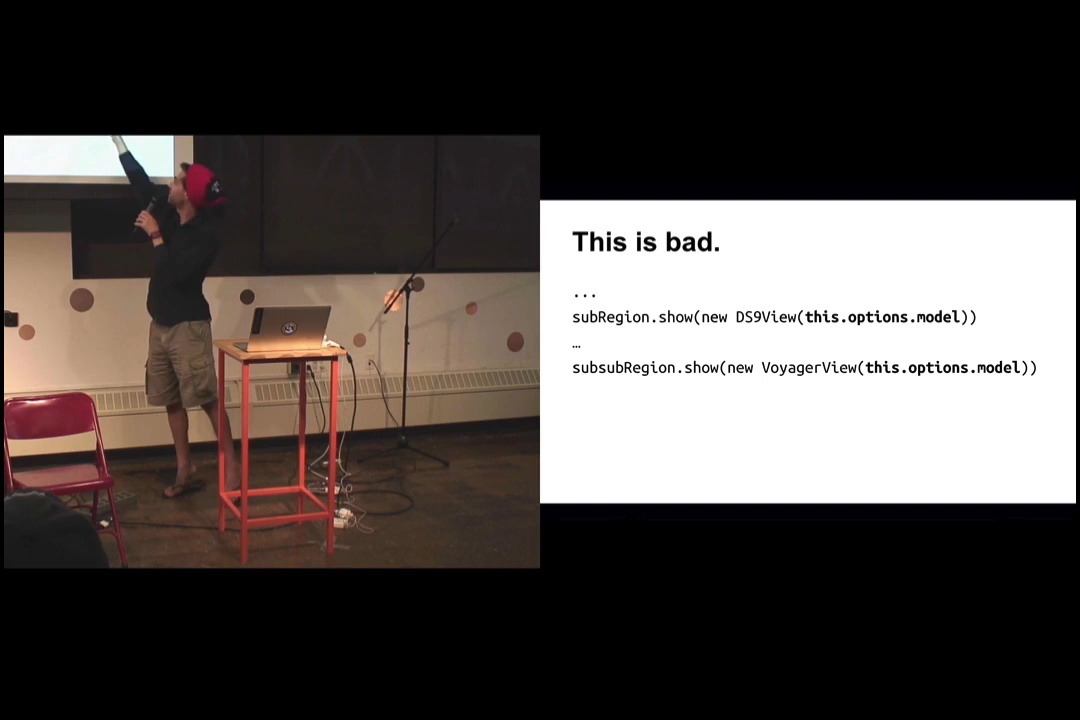 This is bad.
...
subRegion.show(new DS9View(this.options.model))
…
subsubRegion.show(new VoyagerView(this.options.model))